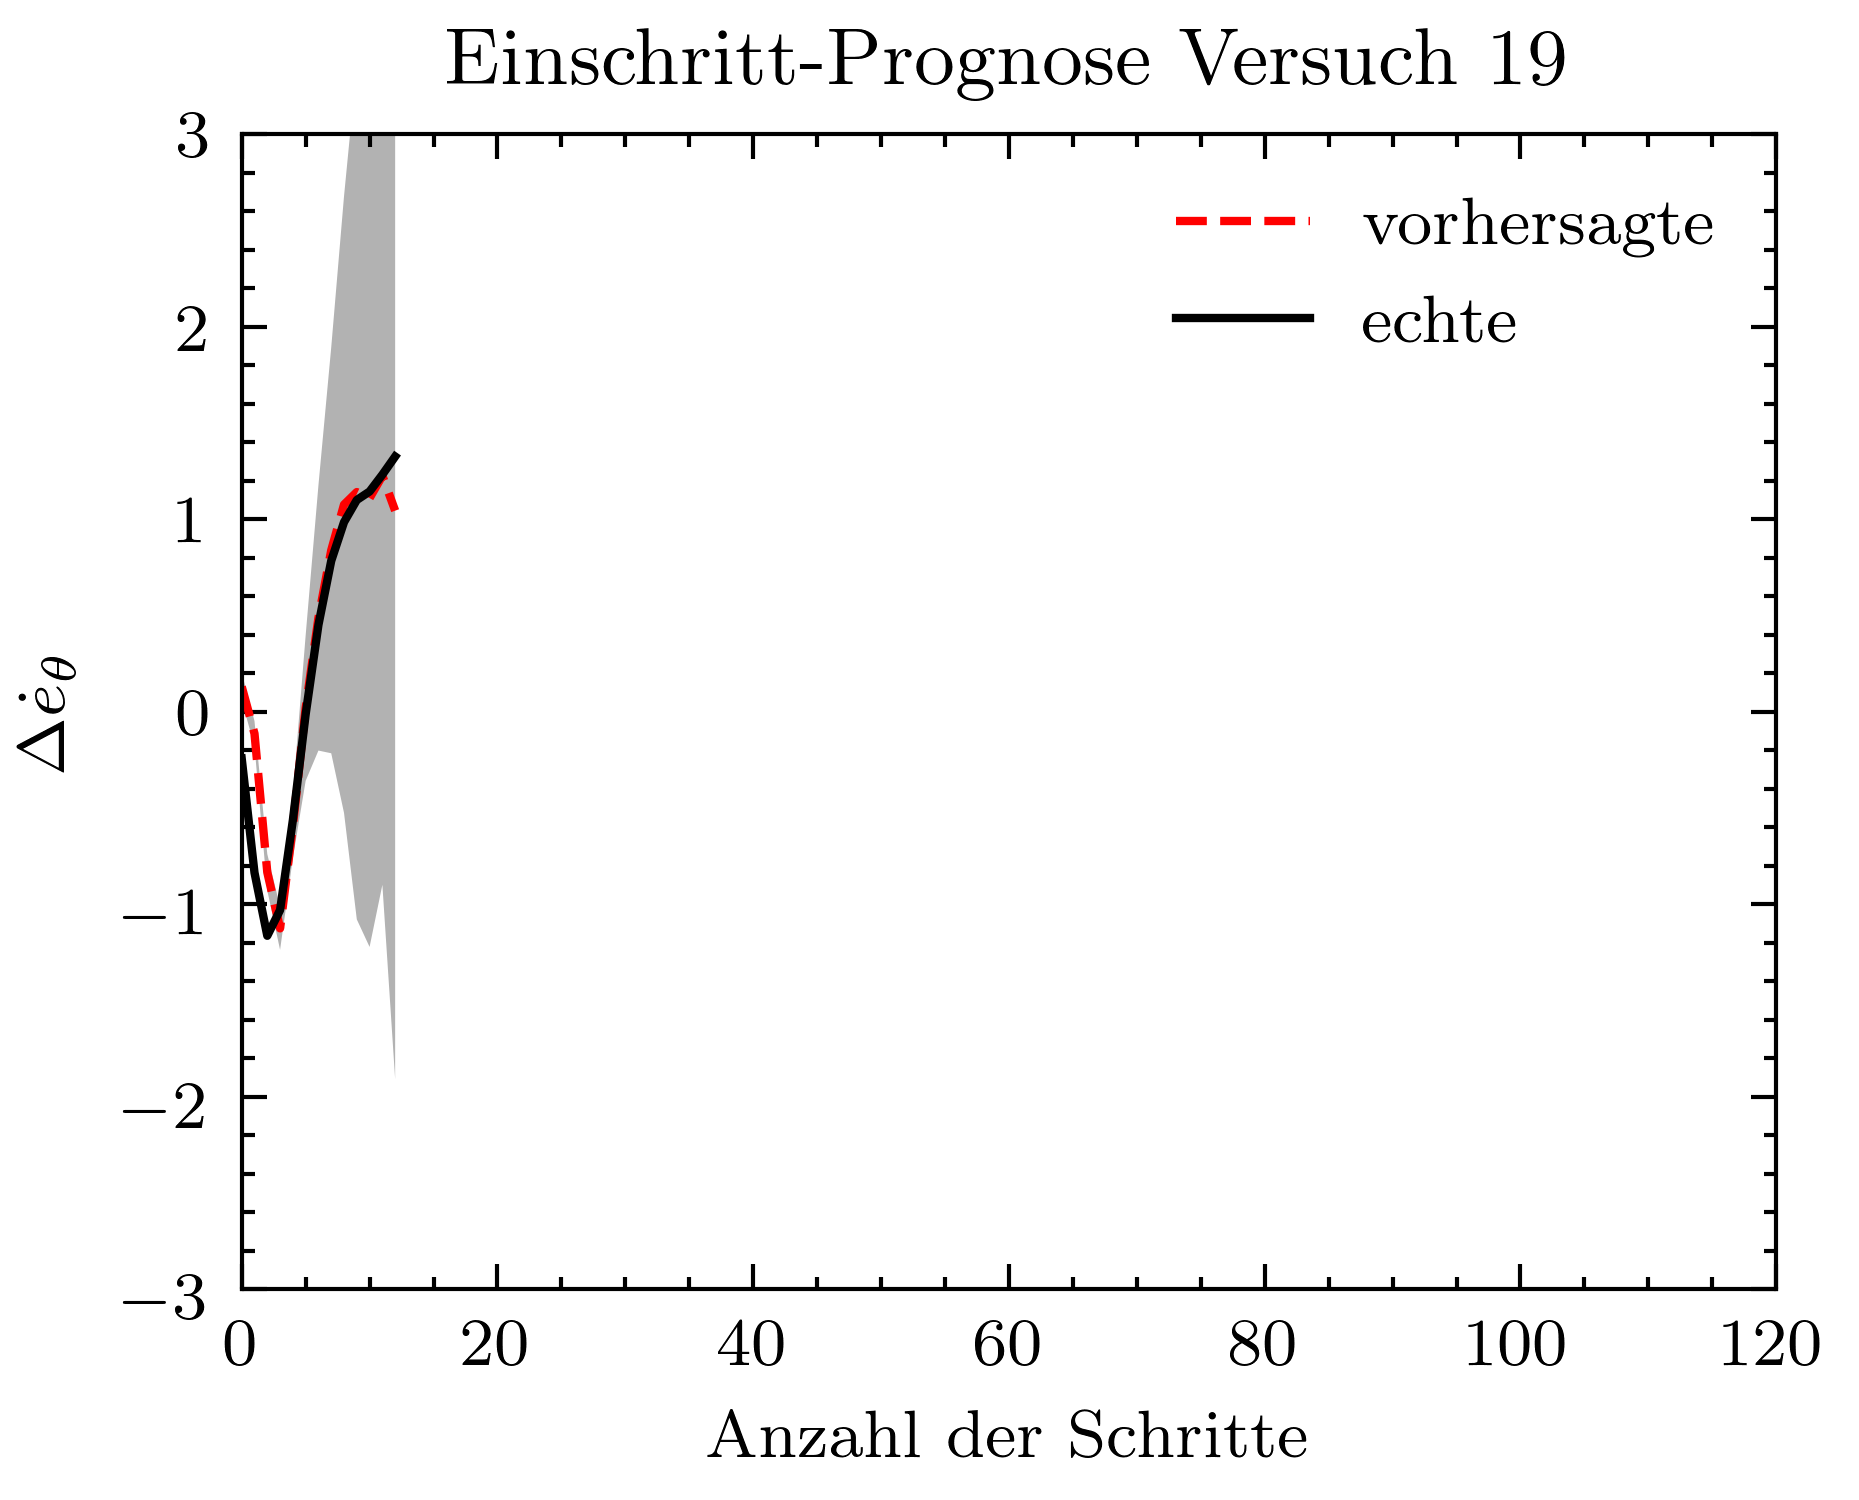 Einschritt-Prognose Versuch 19
3
2
1
0
−1
−2
−3
Δė_θ
vorhersagte
echte
0 20 40 60 80 100 120
Anzahl der Schritte